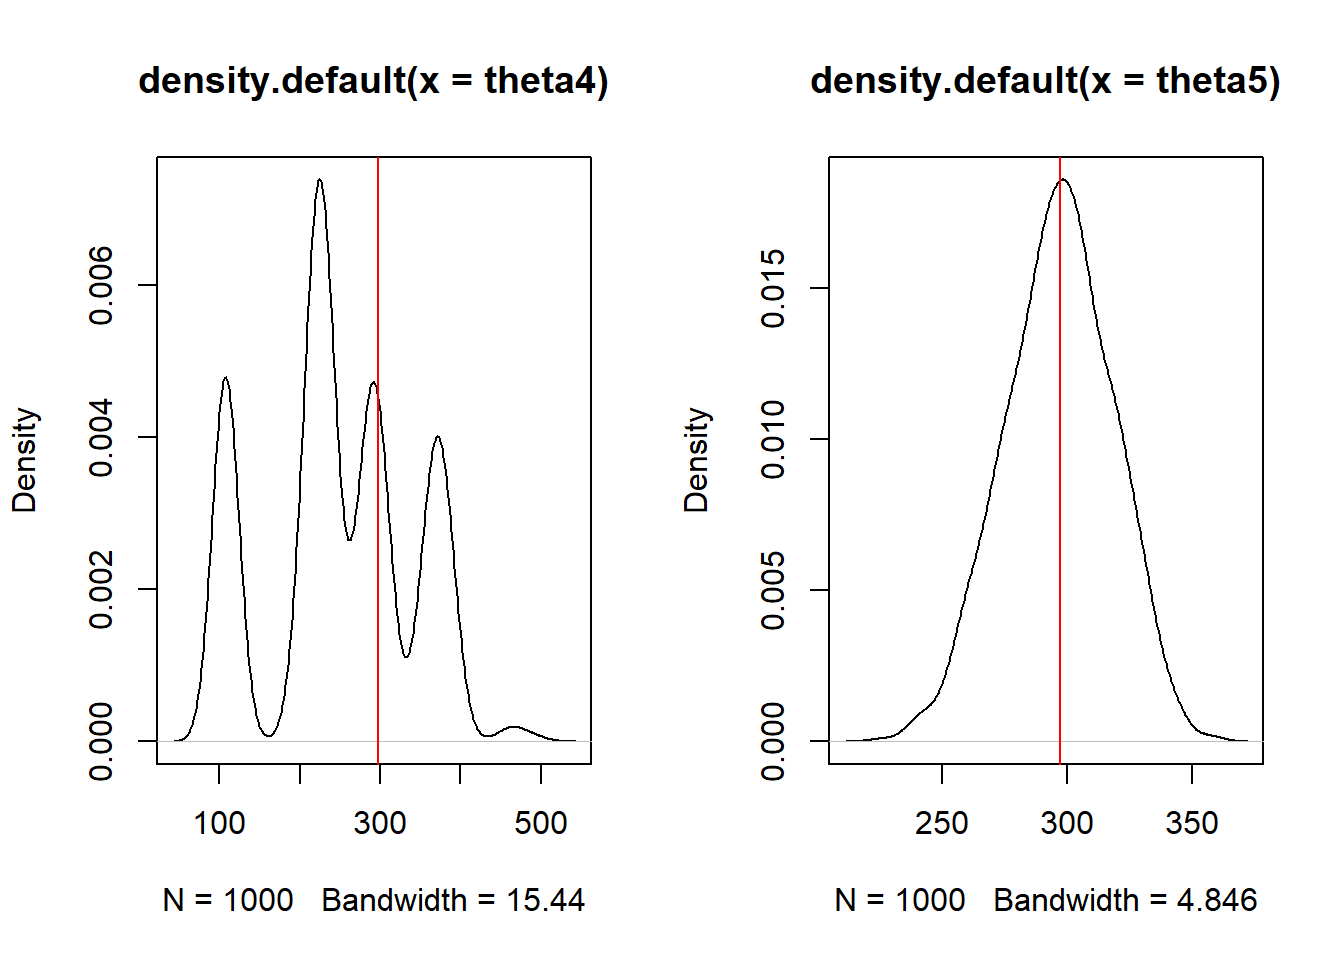 density.default(x = theta4)
Density
0.000
0.002
0.004
0.006
100
300
500
N = 1000   Bandwidth = 15.44
density.default(x = theta5)
Density
0.000
0.005
0.010
0.015
250
300
350
N = 1000   Bandwidth = 4.846